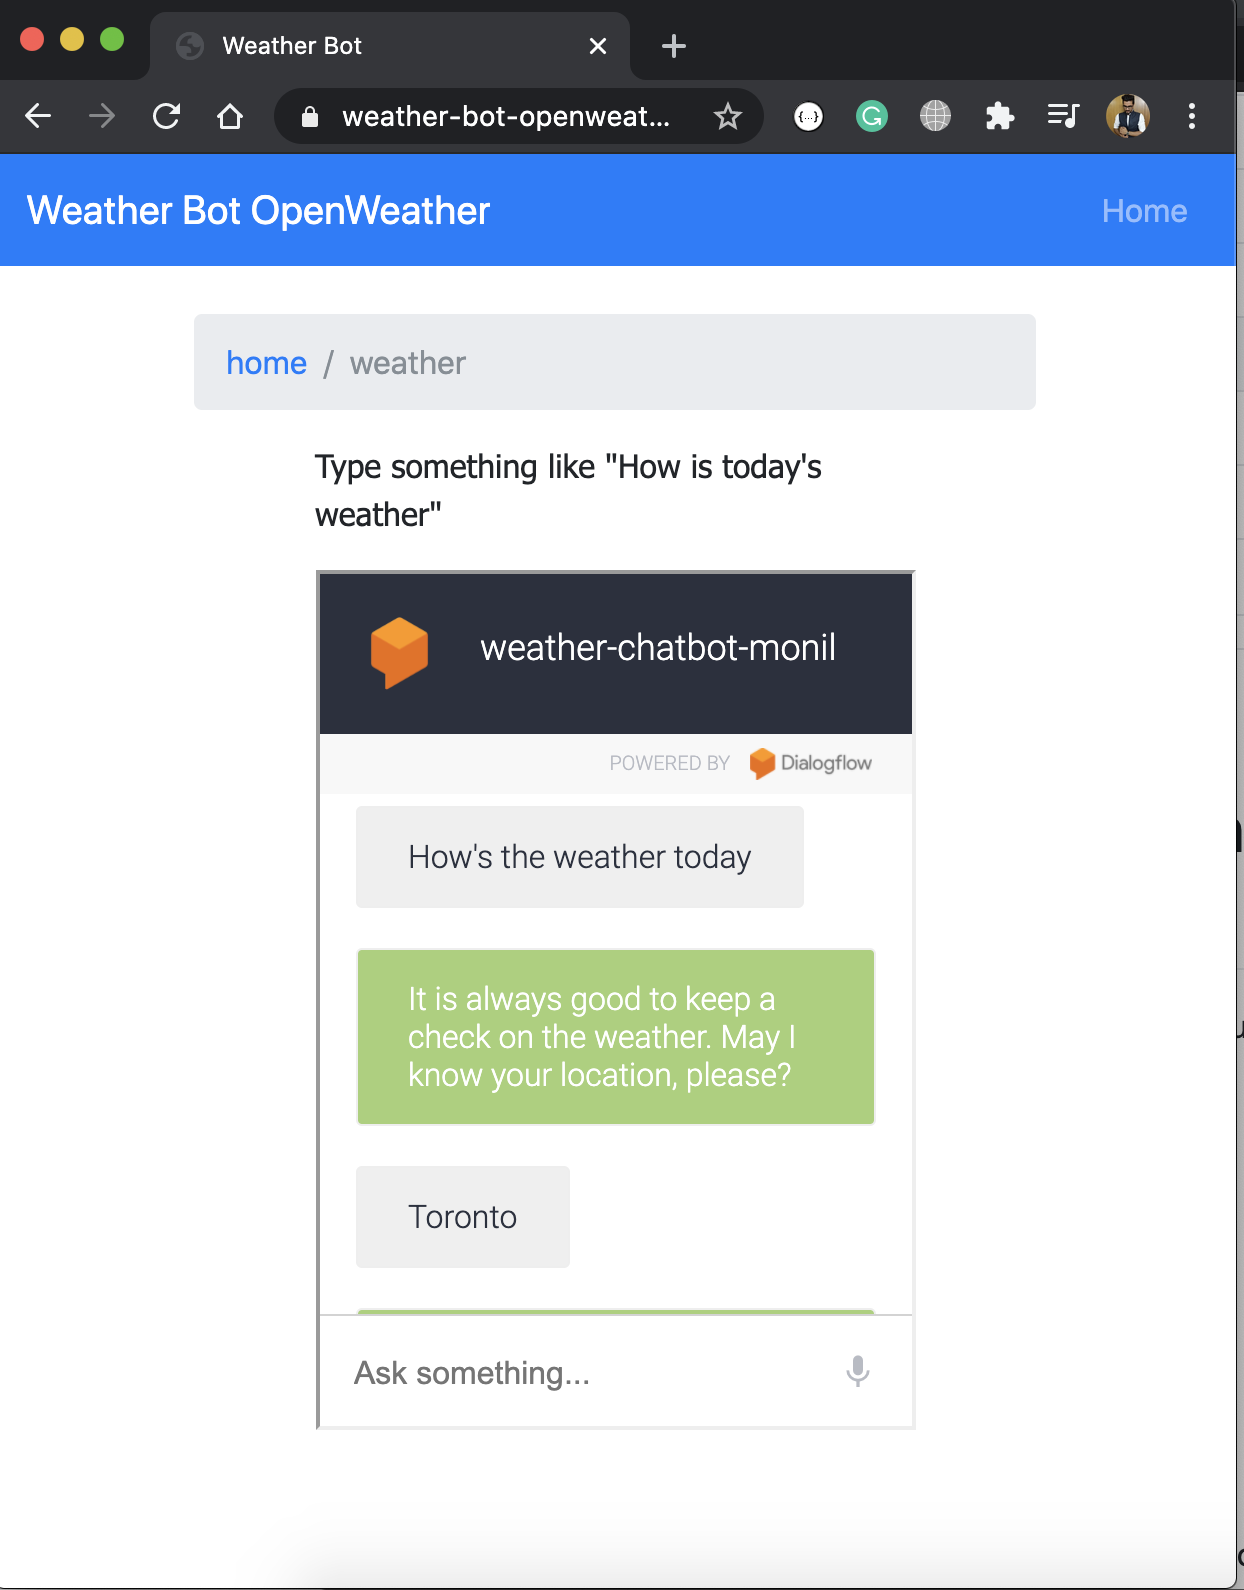 Weather Bot
weather-bot-openweat...
Weather Bot OpenWeather
Home
home / weather
Type something like "How is today's
weather"
weather-chatbot-monil
POWERED BY Dialogflow
How's the weather today
It is always good to keep a
check on the weather. May I
know your location, please?
Toronto
Ask something...